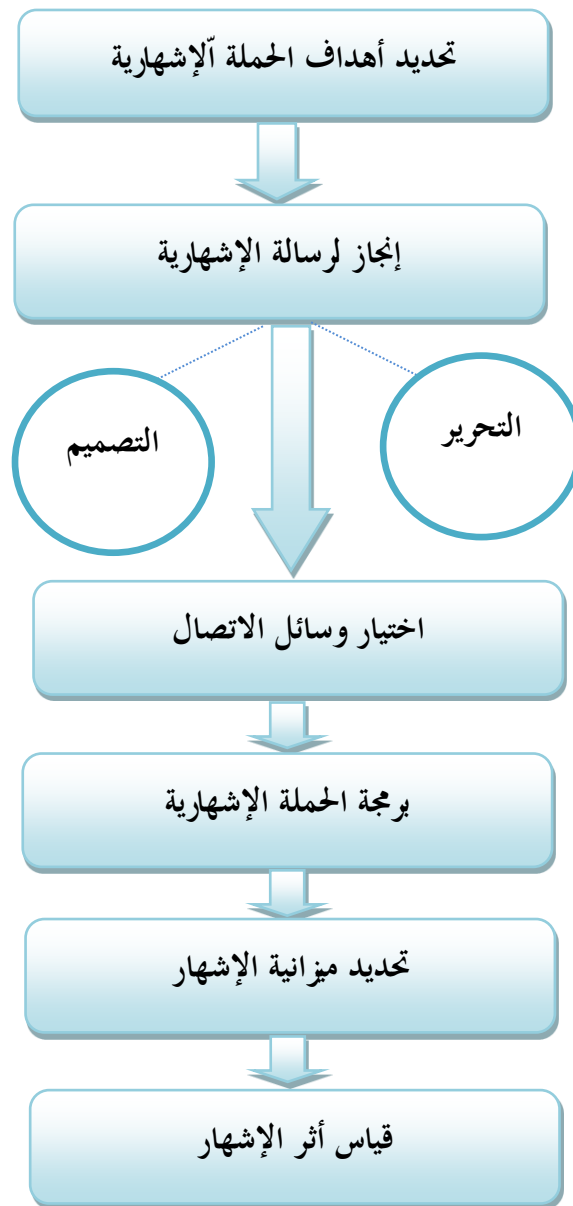 تحديد أهداف الحملة اّلإشهارية
إنجاز لرسالة الإشهارية
التحرير
التصميم
اختيار وسائل الاتصال
برمجة الحملة الإشهارية
تحديد ميزانية الإشهار
قياس أثر الإشهار